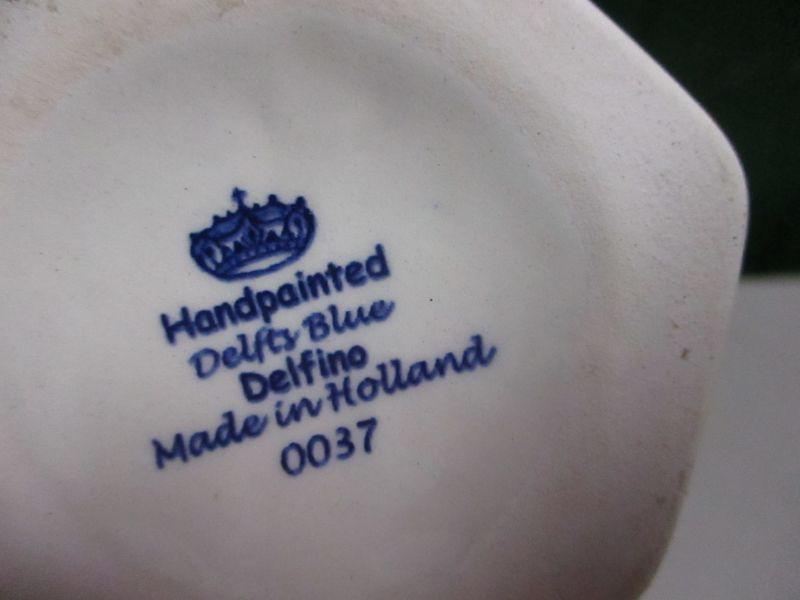 Handpainted
Delfts Blue
Delfino
Made in Holland
0037